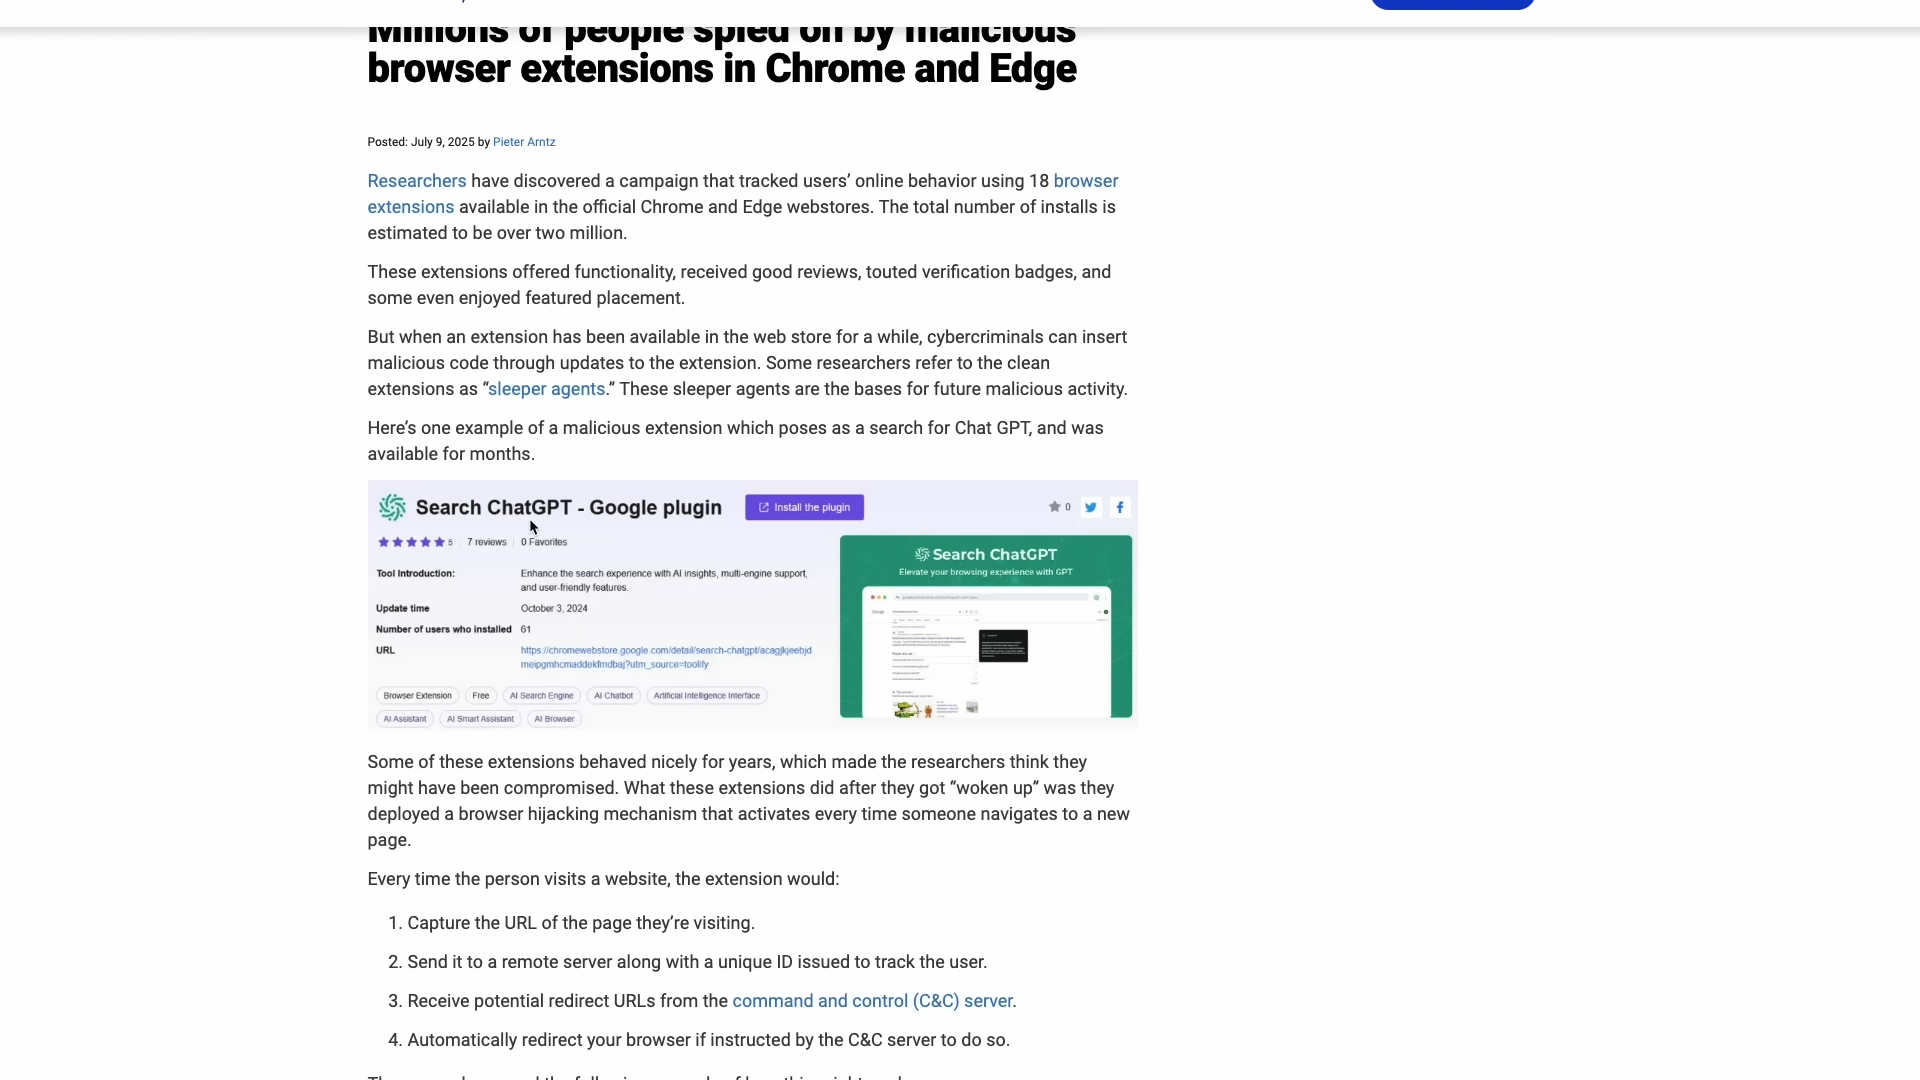 Millions of people spied on by malicious
browser extensions in Chrome and Edge
Posted: July 9, 2025 by Pieter Arntz
Researchers have discovered a campaign that tracked users’ online behavior using 18 browser
extensions available in the official Chrome and Edge webstores. The total number of installs is
estimated to be over two million.
These extensions offered functionality, received good reviews, touted verification badges, and
some even enjoyed featured placement.
But when an extension has been available in the web store for a while, cybercriminals can insert
malicious code through updates to the extension. Some researchers refer to the clean
extensions as “sleeper agents.” These sleeper agents are the bases for future malicious activity.
Here’s one example of a malicious extension which poses as a search for Chat GPT, and was
available for months.
Search ChatGPT - Google plugin
Install the plugin
0
5 7 reviews 0 Favorites
Tool Introduction: Enhance the search experience with AI insights, multi-engine support,
and user-friendly features.
Update time October 3, 2024
Number of users who installed 61
URL https://chromewebstore.google.com/detail/search-chatgpt/acagjkjeebjd
meipgmhcmaddekfmdbaj?utm_source=toolify
Browser Extension Free AI Search Engine AI Chatbot Artificial Intelligence Interface
AI Assistant AI Smart Assistant AI Browser
Search ChatGPT
Elevate your browsing experience with GPT
Some of these extensions behaved nicely for years, which made the researchers think they
might have been compromised. What these extensions did after they got “woken up” was they
deployed a browser hijacking mechanism that activates every time someone navigates to a new
page.
Every time the person visits a website, the extension would:
1. Capture the URL of the page they’re visiting.
2. Send it to a remote server along with a unique ID issued to track the user.
3. Receive potential redirect URLs from the command and control (C&C) server.
4. Automatically redirect your browser if instructed by the C&C server to do so.